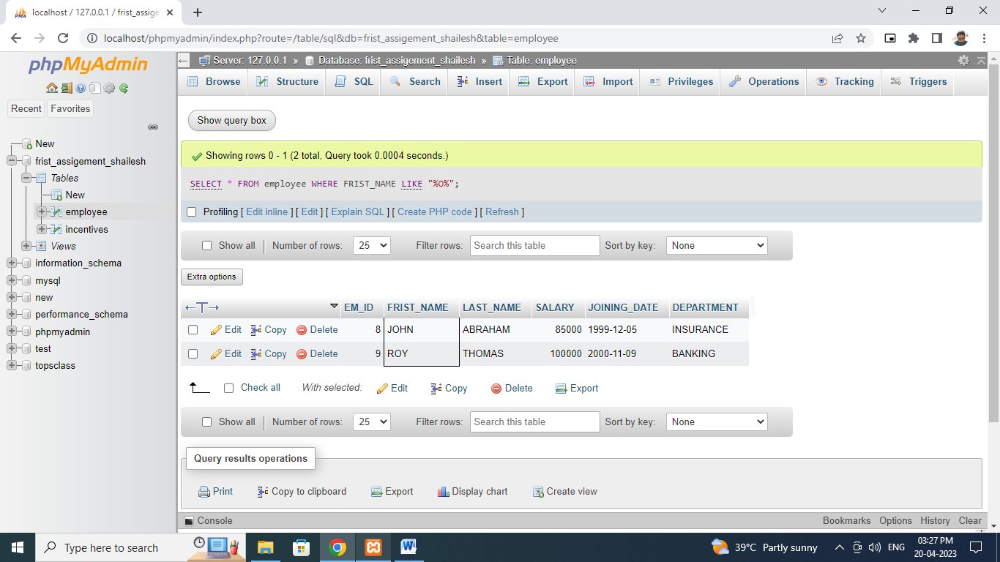 localhost / 127.0.0.1 / frist_assige
localhost/phpmyadmin/index.php?route=/table/sql&db=frist_assigement_shailesh&table=employee
phpMyAdmin
Recent Favorites
New
frist_assigement_shailesh
Tables
New
employee
incentives
Views
information_schema
mysql
new
performance_schema
phpmyadmin
test
topsclass
Server: 127.0.0.1 » Database: frist_assigement_shailesh » Table: employee
Browse Structure SQL Search Insert Export Import Privileges Operations Tracking Triggers
Show query box
Showing rows 0 - 1 (2 total, Query took 0.0004 seconds.)
SELECT * FROM employee WHERE FRIST_NAME LIKE "%O%";
Profiling [ Edit inline ] [ Edit ] [ Explain SQL ] [ Create PHP code ] [ Refresh ]
Show all Number of rows: 25 Filter rows: Search this table Sort by key: None
Extra options
←T→ EM_ID FRIST_NAME LAST_NAME SALARY JOINING_DATE DEPARTMENT
Edit Copy Delete 8 JOHN ABRAHAM 85000 1999-12-05 INSURANCE
Edit Copy Delete 9 ROY THOMAS 100000 2000-11-09 BANKING
Check all With selected: Edit Copy Delete Export
Show all Number of rows: 25 Filter rows: Search this table Sort by key: None
Query results operations
Print Copy to clipboard Export Display chart Create view
Console Bookmarks Options History Clear
Type here to search 39°C Partly sunny ENG 03:27 PM
20-04-2023